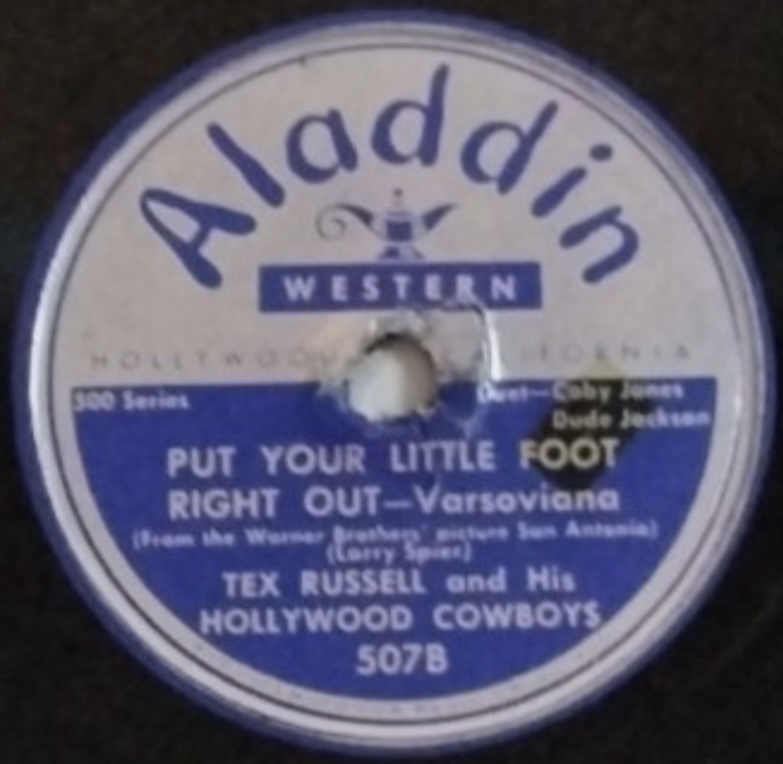 Aladdin
WESTERN
HOLLYWOOD CALIFORNIA
500 Series
Duet—Coby Jones
Dude Jackson
PUT YOUR LITTLE FOOT
RIGHT OUT—Varsoviana
(From the Warner Brothers' picture San Antonio)
(Larry Spier)
TEX RUSSELL and His
HOLLYWOOD COWBOYS
507B